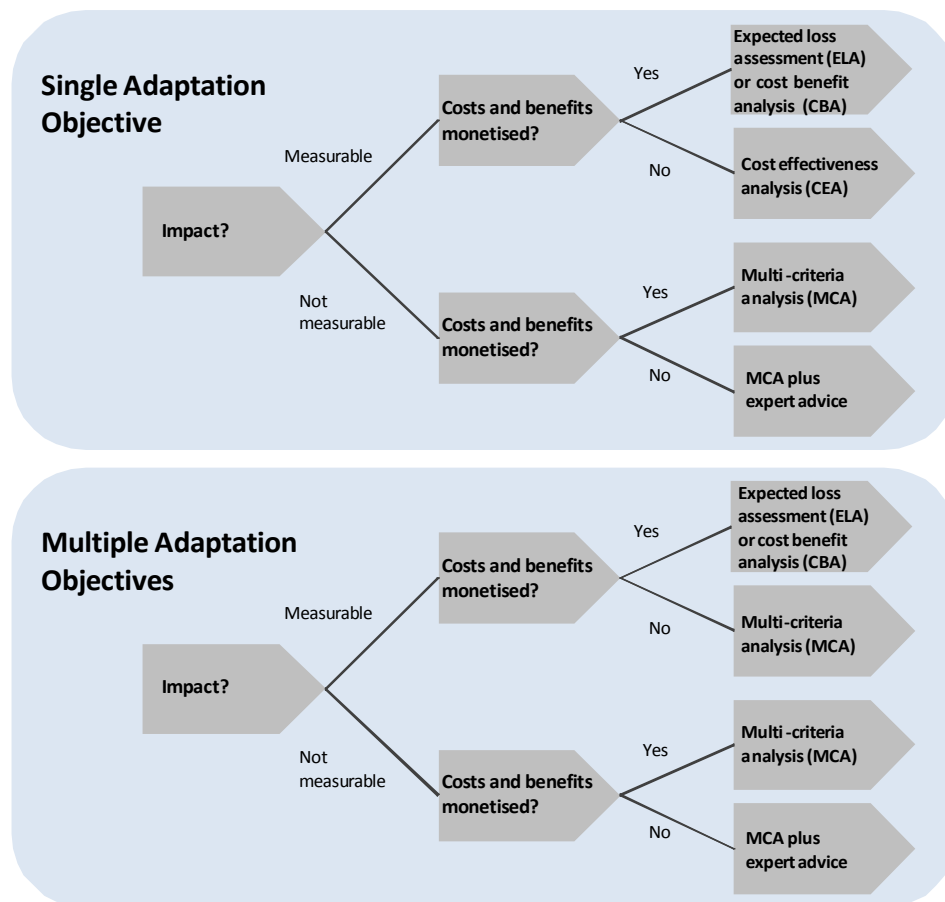 Single Adaptation
Objective
Impact?
Measurable
Not
measurable
Costs and benefits
monetised?
Yes
No
Expected loss
assessment (ELA)
or cost benefit
analysis (CBA)
Cost effectiveness
analysis (CEA)
Costs and benefits
monetised?
Yes
No
Multi-criteria
analysis (MCA)
MCA plus
expert advice
Multiple Adaptation
Objectives
Impact?
Measurable
Not
measurable
Costs and benefits
monetised?
Yes
No
Expected loss
assessment (ELA)
or cost benefit
analysis (CBA)
Multi-criteria
analysis (MCA)
Costs and benefits
monetised?
Yes
No
Multi-criteria
analysis (MCA)
MCA plus
expert advice